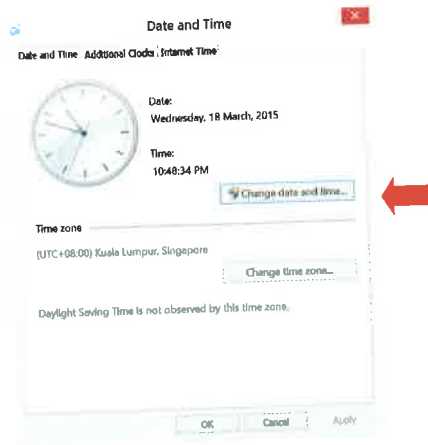 Date and Time
Date and Time Additional Clocks Internet Time
Date:
Wednesday, 18 March, 2015
Time:
10:48:34 PM
Change date and time...
Time zone
(UTC+08:00) Kuala Lumpur, Singapore
Change time zone...
Daylight Saving Time is not observed by this time zone.
OK Cancel Apply